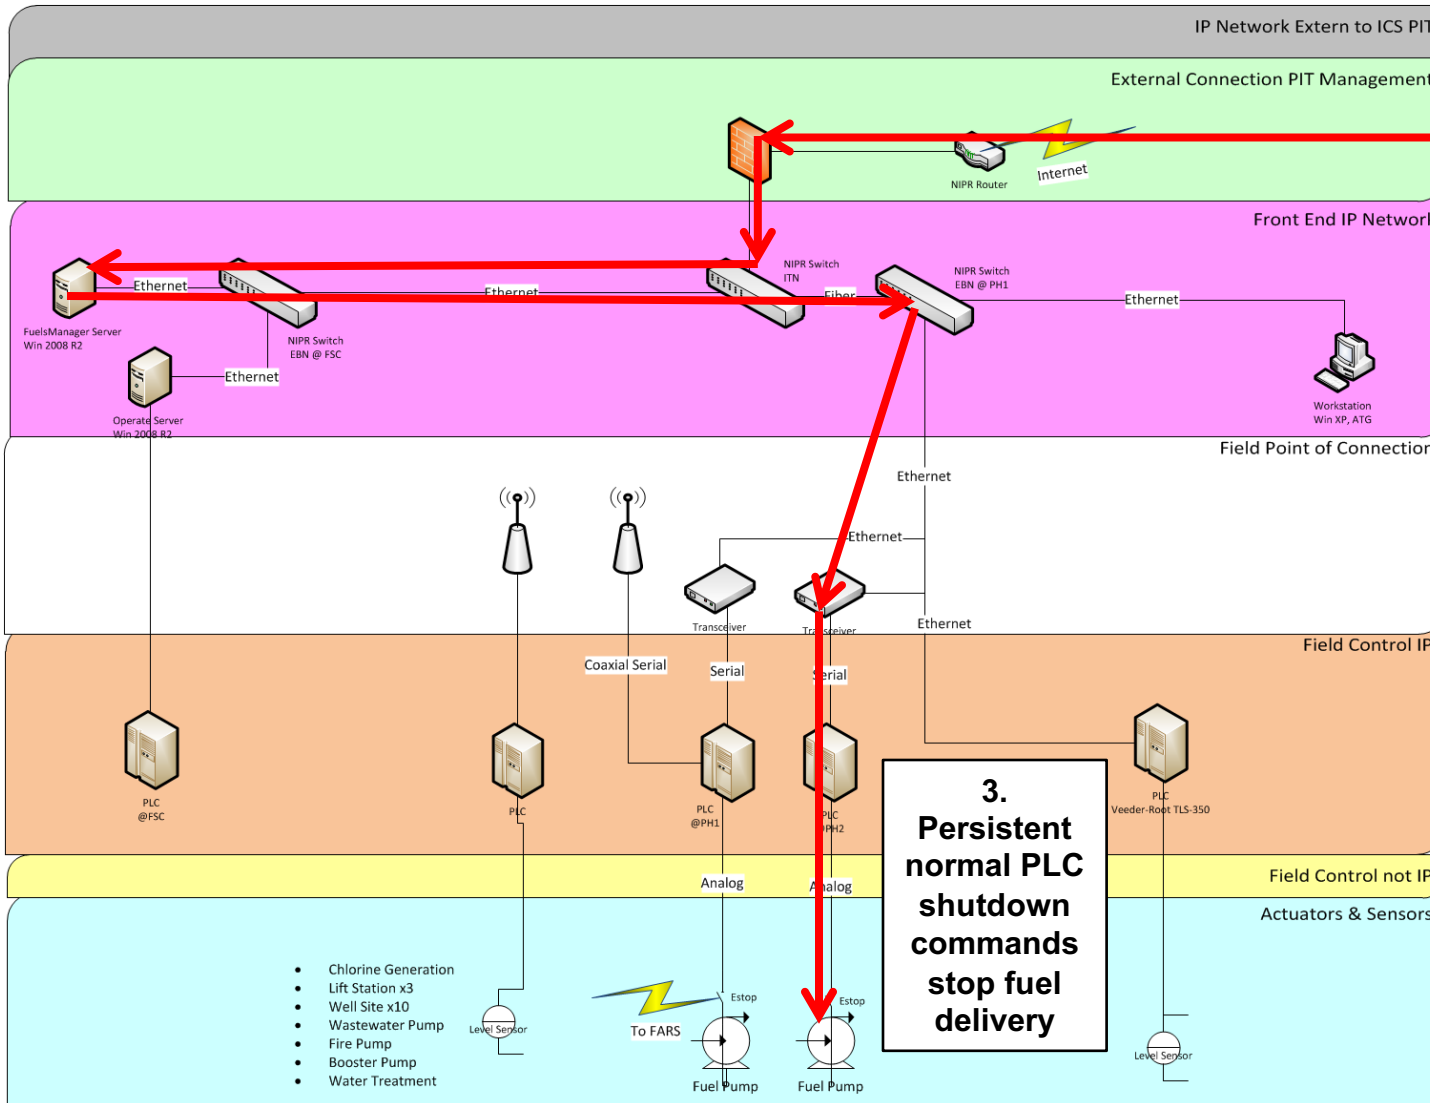 IP Network Extern to ICS PIT
External Connection PIT Management
NIPR Router
Internet
Front End IP Network
NIPR Switch
ITN
NIPR Switch
EBN @ PH1
Ethernet
Ethernet
Fiber
Ethernet
FuelsManager Server
Win 2008 R2
NIPR Switch
EBN @ FSC
Ethernet
Operate Server
Win 2008 R2
Workstation
Win XP, ATG
Field Point of Connection
Ethernet
Ethernet
Transceiver
Transceiver
Ethernet
Field Control IP
Coaxial Serial
Serial
Serial
PLC
@FSC
PLC
PLC
@PH1
PLC
@PH2
PLC
Veeder-Root TLS-350
3.
Persistent
normal PLC
shutdown
commands
stop fuel
delivery
Field Control not IP
Analog
Analog
Actuators & Sensors
• Chlorine Generation
• Lift Station x3
• Well Site x10
• Wastewater Pump
• Fire Pump
• Booster Pump
• Water Treatment
Level Sensor
To FARS
Estop
Estop
Fuel Pump
Fuel Pump
Level Sensor